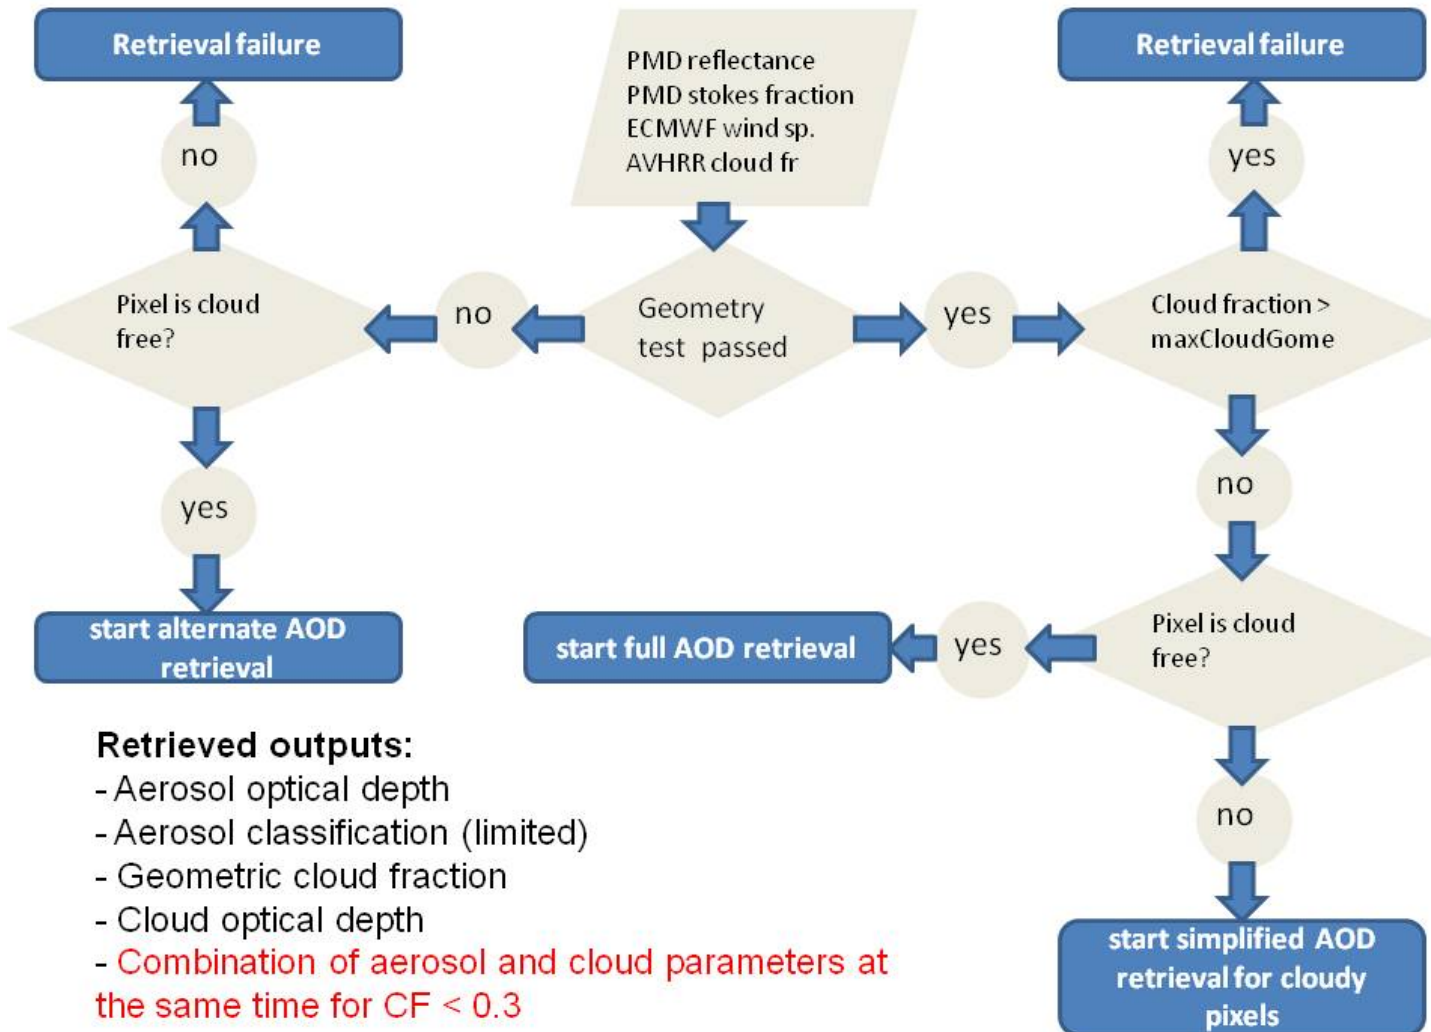 Retrieval failure
PMD reflectance
PMD stokes fraction
ECMWF wind sp.
AVHRR cloud fr
Retrieval failure
no
yes
Pixel is cloud
free?
no
Geometry
test passed
yes
Cloud fraction >
maxCloudGome
yes
no
start alternate AOD
retrieval
start full AOD retrieval
yes
Pixel is cloud
free?
no
start simplified AOD
retrieval for cloudy
pixels
Retrieved outputs:
- Aerosol optical depth
- Aerosol classification (limited)
- Geometric cloud fraction
- Cloud optical depth
- Combination of aerosol and cloud parameters at
the same time for CF < 0.3